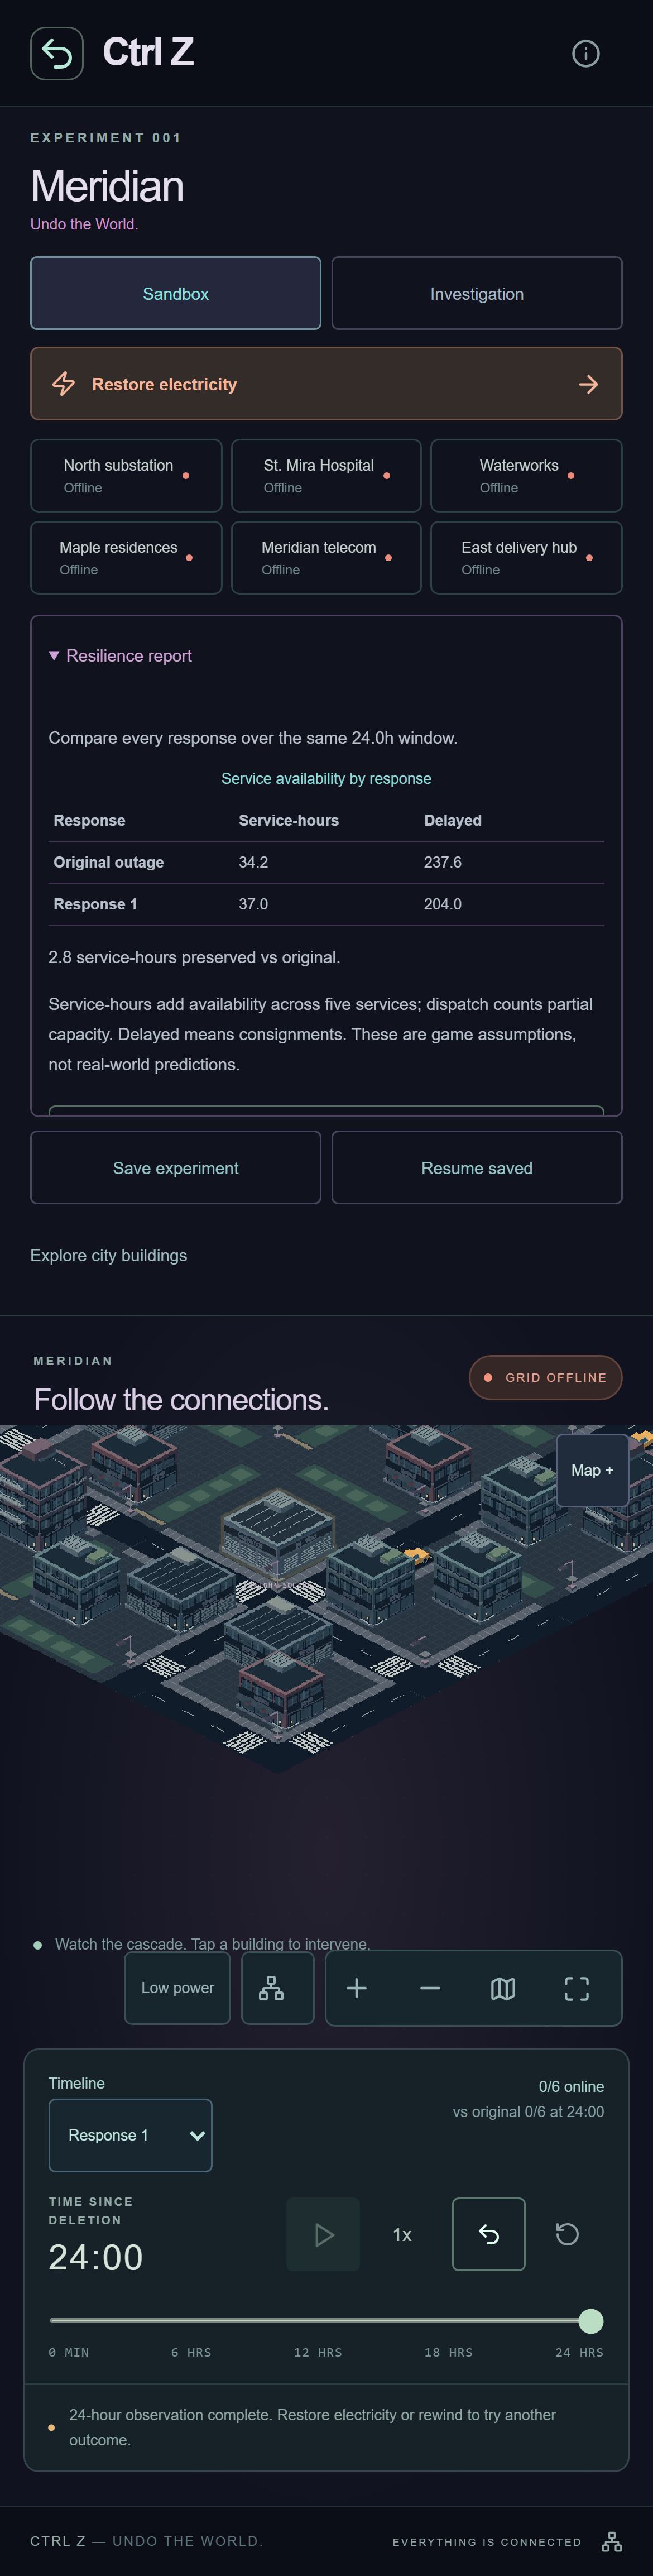 Ctrl Z
EXPERIMENT 001
Meridian
Undo the World.
Sandbox
Investigation
Restore electricity
North substation
Offline
St. Mira Hospital
Offline
Waterworks
Offline
Maple residences
Offline
Meridian telecom
Offline
East delivery hub
Offline
Resilience report
Compare every response over the same 24.0h window.
Service availability by response
Response Service-hours Delayed
Original outage 34.2 237.6
Response 1 37.0 204.0
2.8 service-hours preserved vs original.
Service-hours add availability across five services; dispatch counts partial
capacity. Delayed means consignments. These are game assumptions,
not real-world predictions.
Save experiment
Resume saved
Explore city buildings
MERIDIAN
Follow the connections.
GRID OFFLINE
Map +
Watch the cascade. Tap a building to intervene.
Low power
Timeline
Response 1
0/6 online
vs original 0/6 at 24:00
TIME SINCE
DELETION
24:00
1x
0 MIN 6 HRS 12 HRS 18 HRS 24 HRS
24-hour observation complete. Restore electricity or rewind to try another
outcome.
CTRL Z — UNDO THE WORLD.
EVERYTHING IS CONNECTED